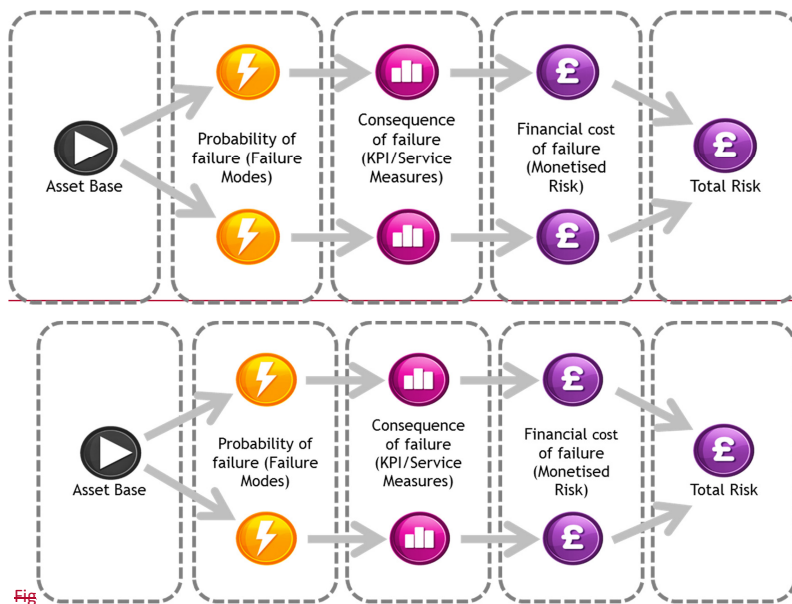 Asset Base
Probability of
failure (Failure
Modes)
Consequence
of failure
(KPI/Service
Measures)
Financial cost
of failure
(Monetised
Risk)
£
£
£
Total Risk
Asset Base
Probability of
failure (Failure
Modes)
Consequence
of failure
(KPI/Service
Measures)
Financial cost
of failure
(Monetised
Risk)
£
£
£
Total Risk
Fig